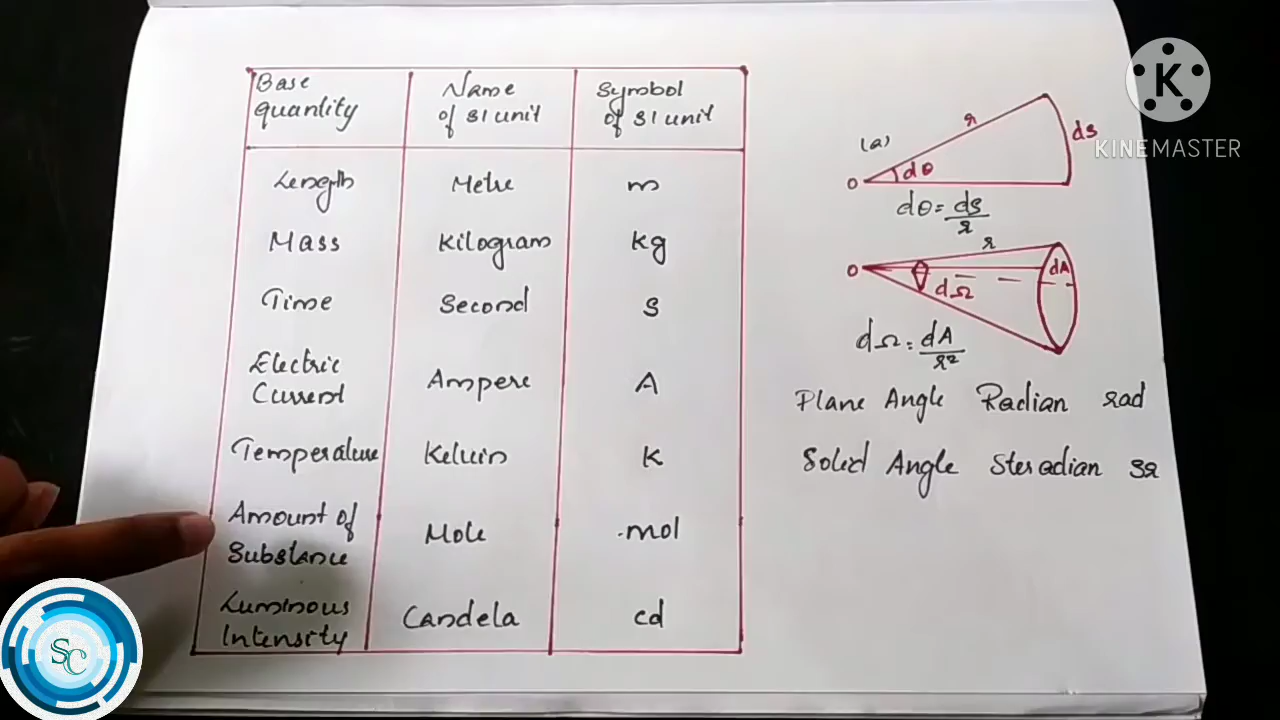 Base quantity
Name of SI unit
Symbol of SI unit
Length Metre m
Mass Kilogram kg
Time Second s
Electric Current Ampere A
Temperature Kelvin K
Amount of Substance Mole mol
Luminous Intensity Candela cd
(a)
r
ds
dθ
O
dθ = ds/r
r
O
dA
dΩ
dΩ = dA/r²
Plane Angle Radian rad
Solid Angle Steradian sr
K
KINEMASTER
SC